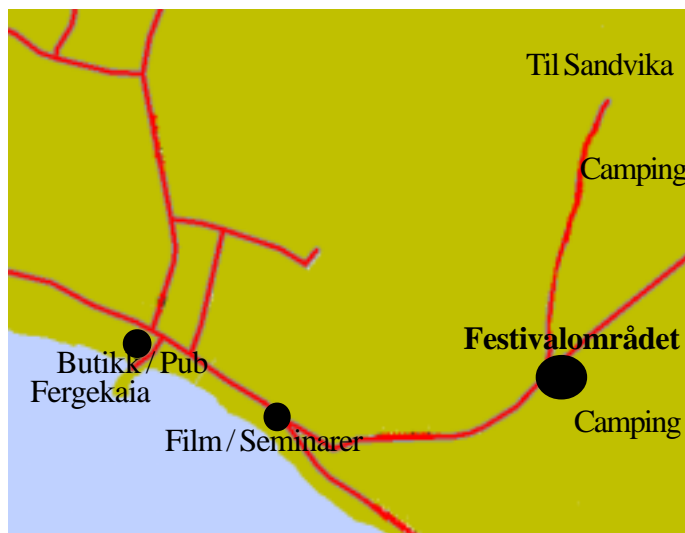 Til Sandvika
Camping
Festivalområdet
Butikk / Pub
Fergekaia
Camping
Film / Seminarer